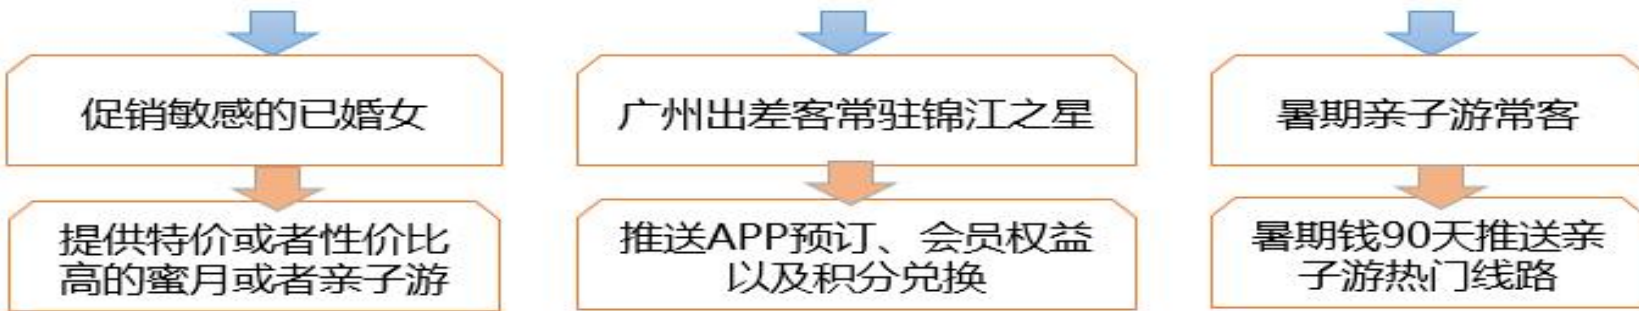 促销敏感的已婚女
广州出差客常驻锦江之星
暑期亲子游常客
提供特价或者性价比
高的蜜月或者亲子游
推送APP预订、会员权益
以及积分兑换
暑期钱90天推送亲
子游热门线路